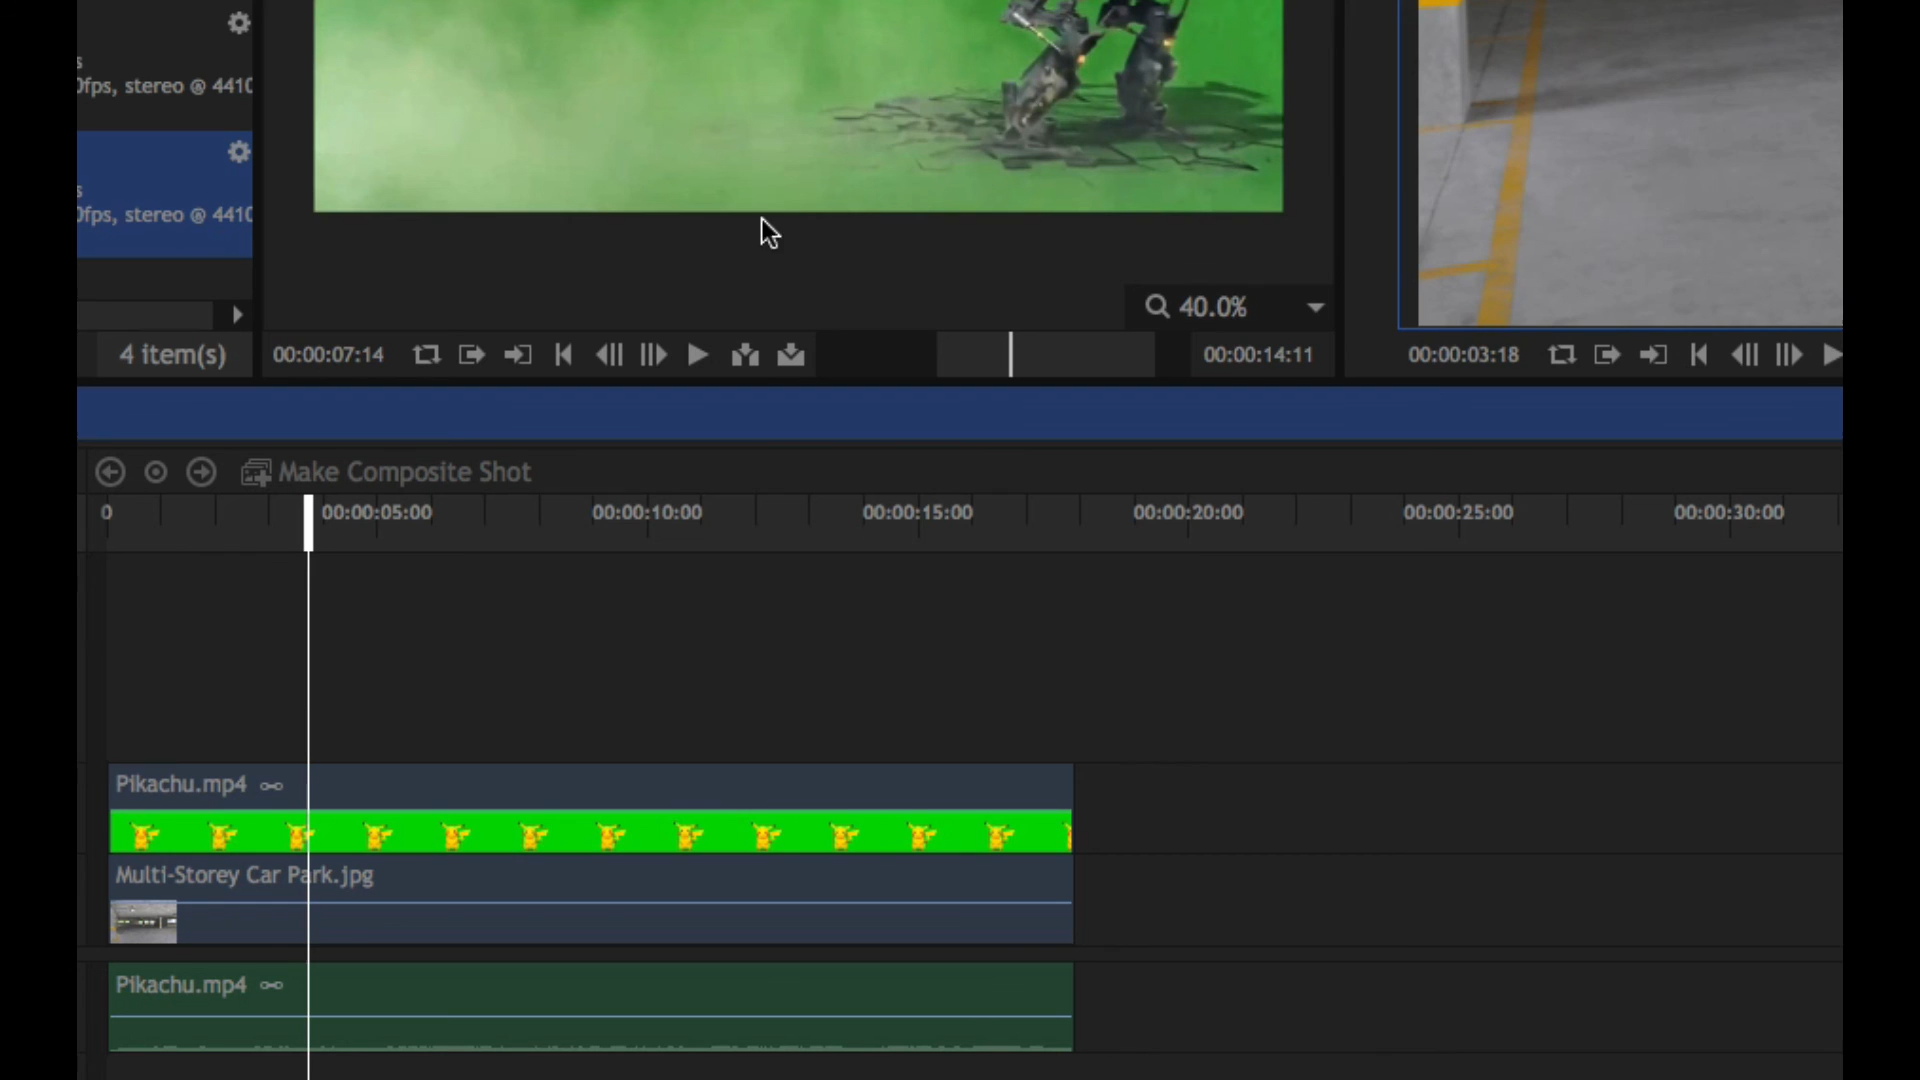 s
0fps, stereo @ 4410
s
0fps, stereo @ 4410
40.0%
4 item(s)
00:00:07:14
00:00:14:11
00:00:03:18
Make Composite Shot
0
00:00:05:00
00:00:10:00
00:00:15:00
00:00:20:00
00:00:25:00
00:00:30:00
Pikachu.mp4
Multi-Storey Car Park.jpg
Pikachu.mp4